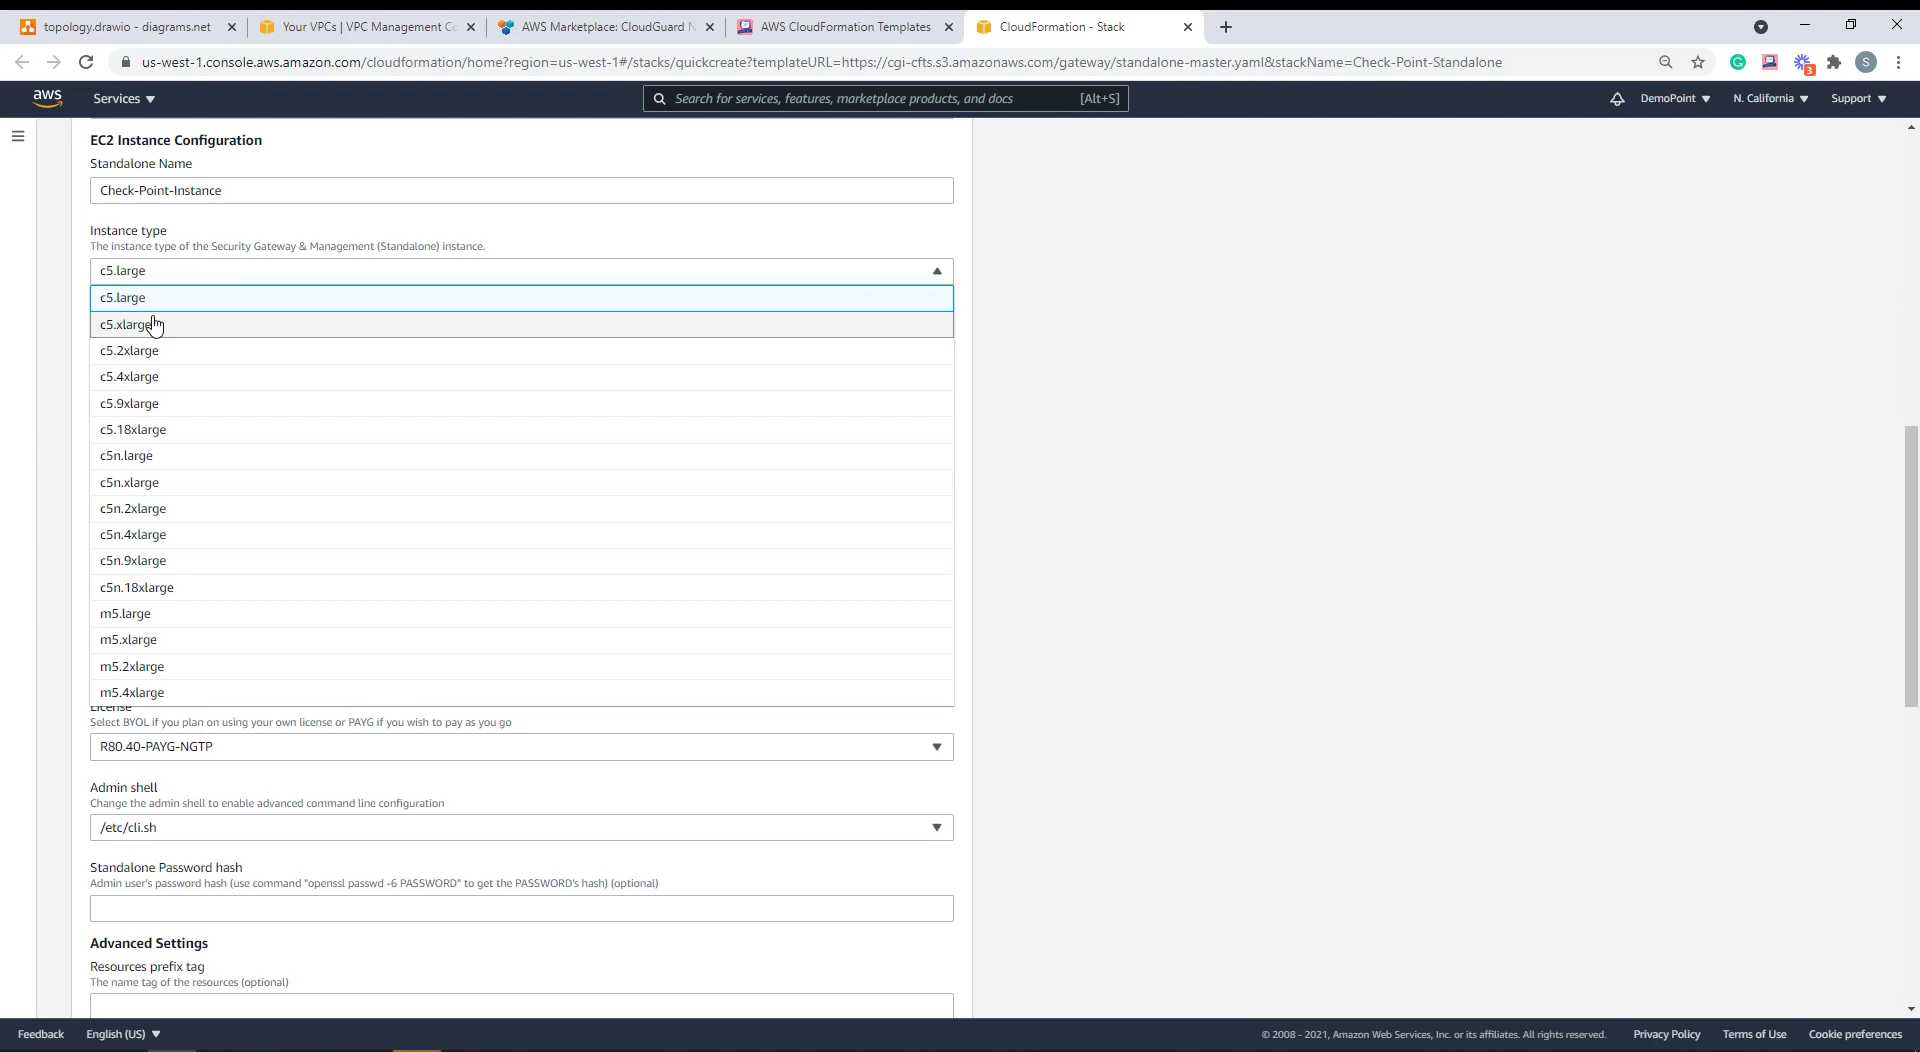 topology.drawio - diagrams.net
Your VPCs | VPC Management Co
AWS Marketplace: CloudGuard N
AWS CloudFormation Templates
CloudFormation - Stack
us-west-1.console.aws.amazon.com/cloudformation/home?region=us-west-1#/stacks/quickcreate?templateURL=https://cgi-cfts.s3.amazonaws.com/gateway/standalone-master.yaml&stackName=Check-Point-Standalone
3
S
aws
Services
Search for services, features, marketplace products, and docs
[Alt+S]
DemoPoint
N. California
Support
EC2 Instance Configuration
Standalone Name
Check-Point-Instance
Instance type
The instance type of the Security Gateway & Management (Standalone) instance.
c5.large
c5.large
c5.xlarge
c5.2xlarge
c5.4xlarge
c5.9xlarge
c5.18xlarge
c5n.large
c5n.xlarge
c5n.2xlarge
c5n.4xlarge
c5n.9xlarge
c5n.18xlarge
m5.large
m5.xlarge
m5.2xlarge
m5.4xlarge
License
Select BYOL if you plan on using your own license or PAYG if you wish to pay as you go
R80.40-PAYG-NGTP
Admin shell
Change the admin shell to enable advanced command line configuration
/etc/cli.sh
Standalone Password hash
Admin user's password hash (use command "openssl passwd -6 PASSWORD" to get the PASSWORD's hash) (optional)
Advanced Settings
Resources prefix tag
The name tag of the resources (optional)
Feedback
English (US)
© 2008 - 2021, Amazon Web Services, Inc. or its affiliates. All rights reserved.
Privacy Policy
Terms of Use
Cookie preferences